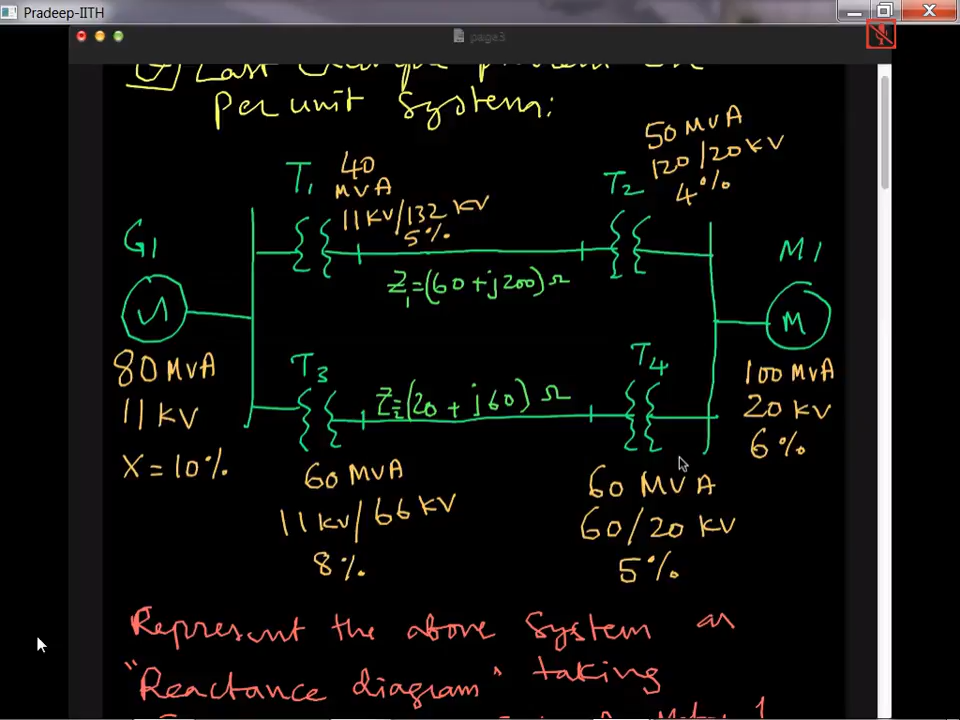 Pradeep-IITH
page3
Last
per unit System:
50 MVA
120/20 KV
4%
T1
40
MVA
11KV/132 KV
5%
T2
G1
M1
Z1=(60+j200)Ω
M
T3
T4
80 MVA
11 KV
X = 10%
Z2=(20 + j60) Ω
100 MVA
20 KV
6%
60 MVA
11 KV/66 KV
8%
60 MVA
60/20 KV
5%
Represent the above System as
"Reactance diagram" taking